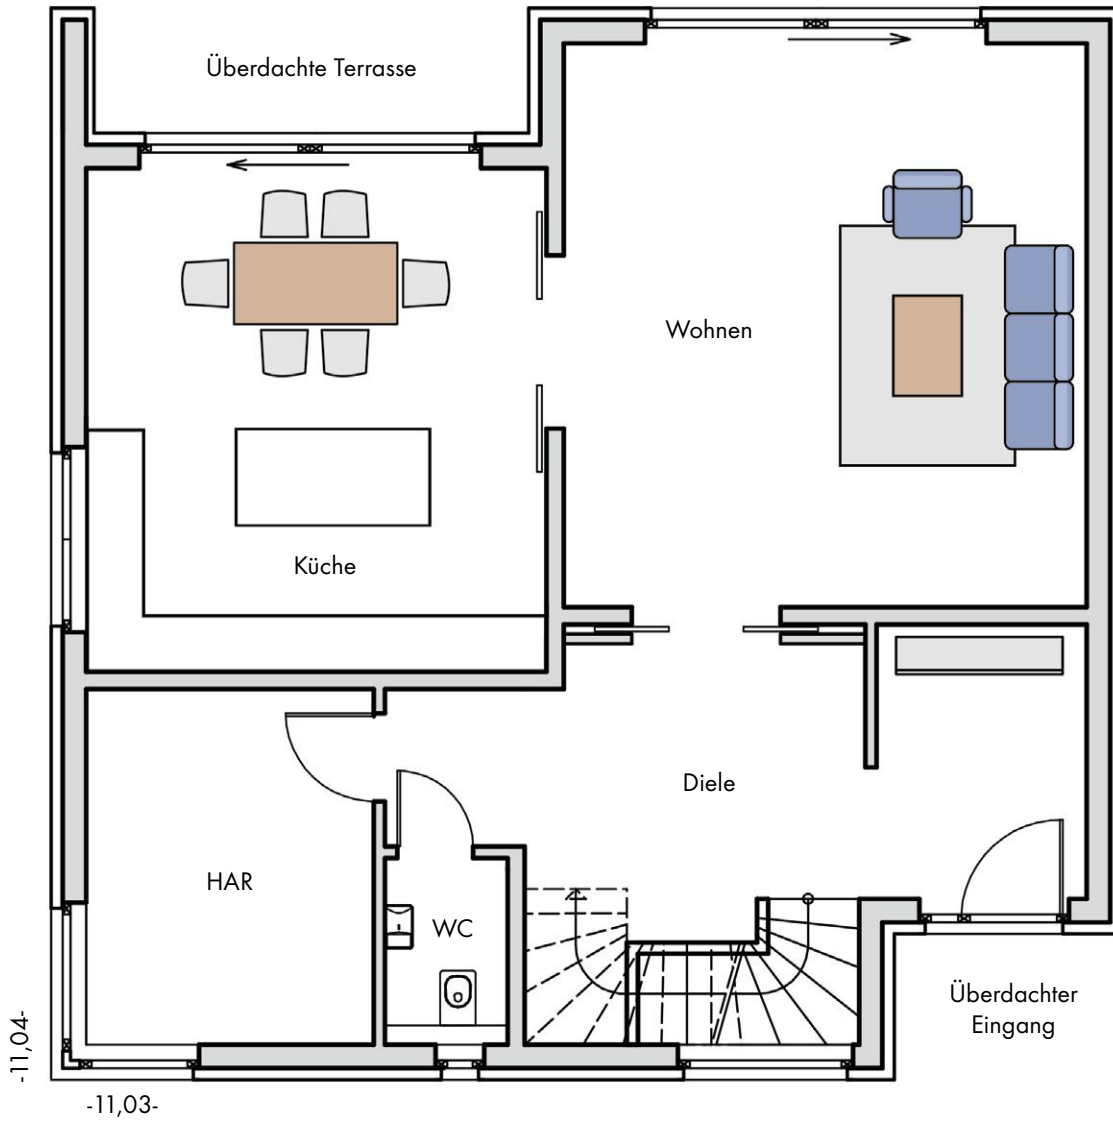 Überdachte Terrasse
Wohnen
Küche
Diele
HAR
WC
Überdachter
Eingang
-11,04-
-11,03-